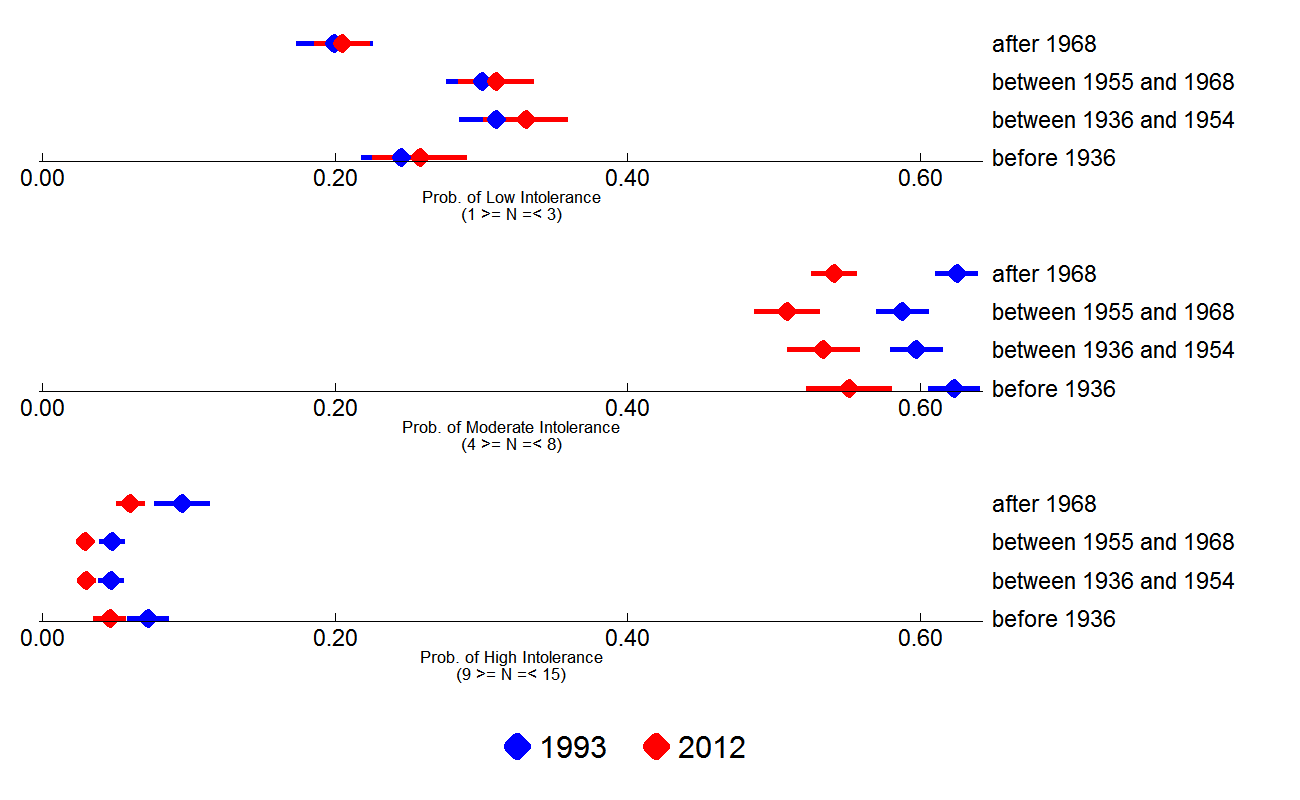 after 1968
between 1955 and 1968
between 1936 and 1954
before 1936
0.00 0.20 0.40 0.60
Prob. of Low Intolerance
(1 >= N =< 3)
after 1968
between 1955 and 1968
between 1936 and 1954
before 1936
0.00 0.20 0.40 0.60
Prob. of Moderate Intolerance
(4 >= N =< 8)
after 1968
between 1955 and 1968
between 1936 and 1954
before 1936
0.00 0.20 0.40 0.60
Prob. of High Intolerance
(9 >= N =< 15)
1993 2012